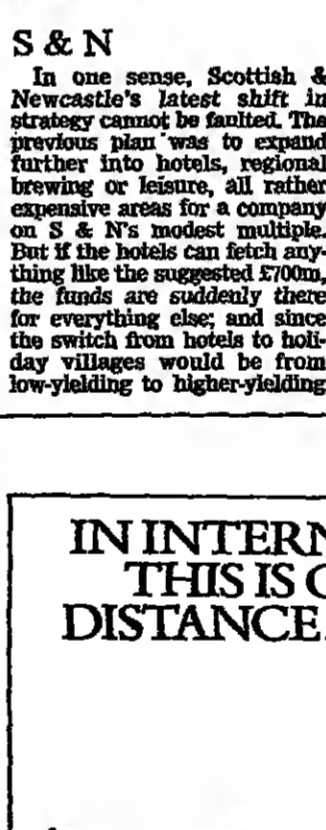 S & N
In one sense, Scottish &
Newcastle's latest shift in
strategy cannot be faulted. The
previous plan was to expand
further into hotels, regional
brewing or leisure, all rather
expensive areas for a company
on S & N's modest multiple.
But if the hotels can fetch any-
thing like the suggested £700m,
the funds are suddenly there
for everything else; and since
the switch from hotels to holi-
day villages would be from
low-yielding to higher-yielding
IN INTERN
THIS IS
DISTANCE.